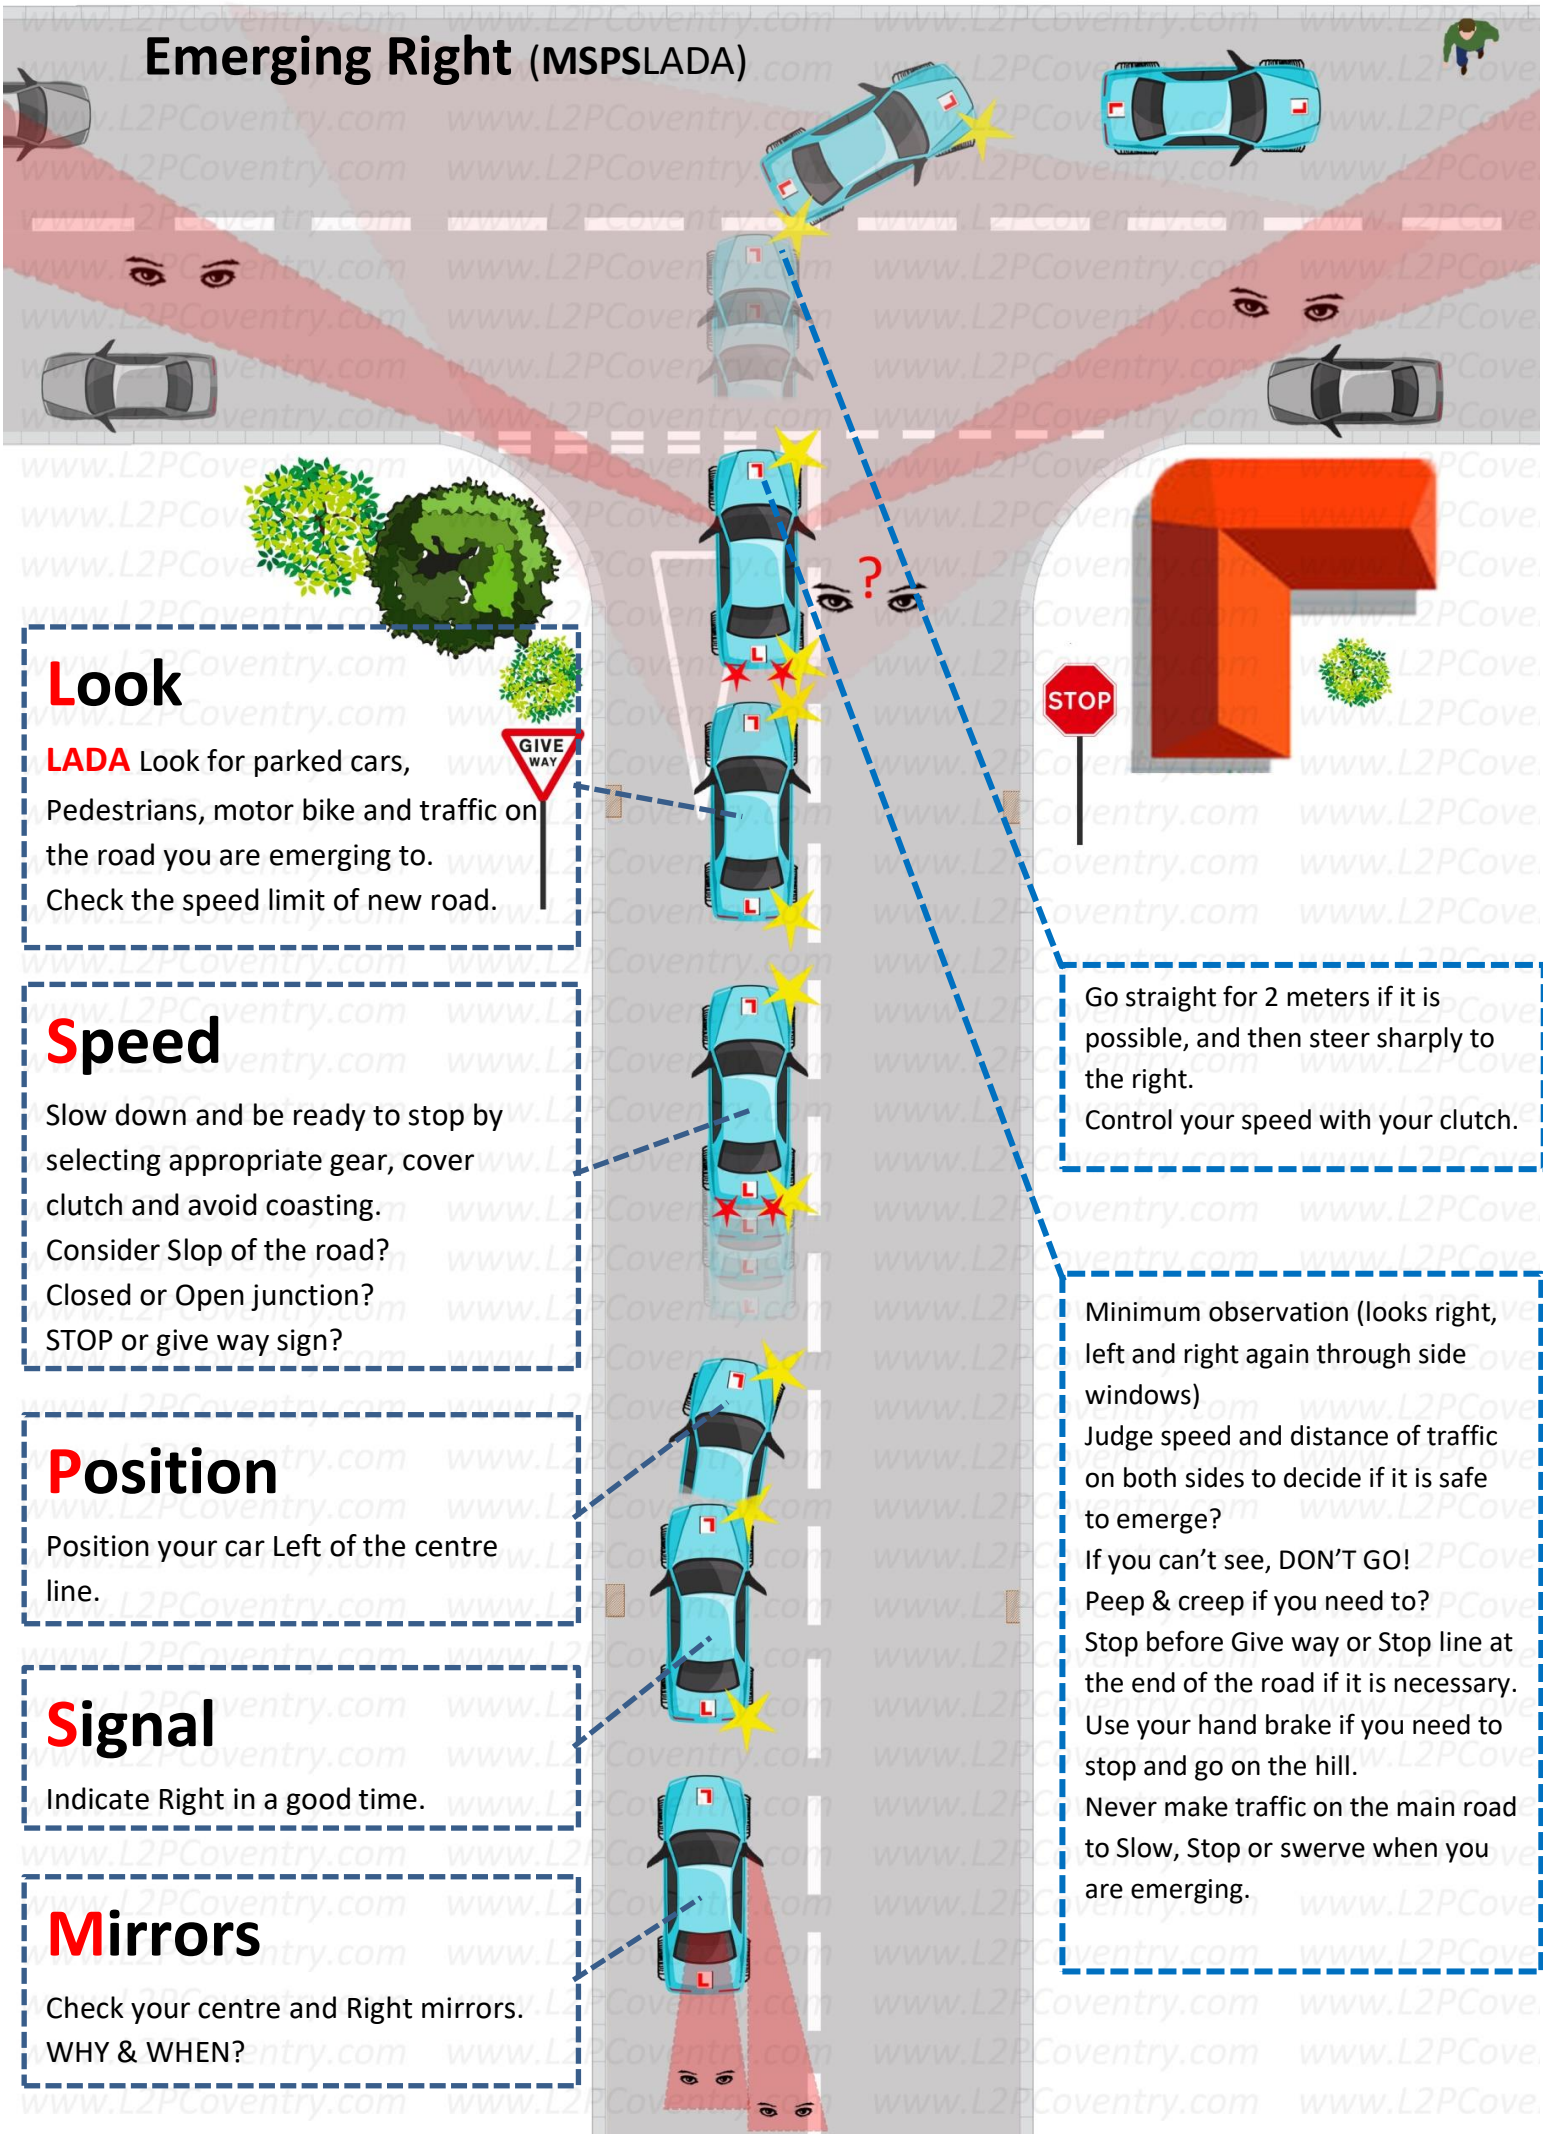 Emerging Right (MSPSLADA)
Look
LADA Look for parked cars,
Pedestrians, motor bike and traffic on
the road you are emerging to.
Check the speed limit of new road.
GIVE
WAY
STOP
?
Speed
Slow down and be ready to stop by
selecting appropriate gear, cover
clutch and avoid coasting.
Consider Slop of the road?
Closed or Open junction?
STOP or give way sign?
Position
Position your car Left of the centre
line.
Signal
Indicate Right in a good time.
Mirrors
Check your centre and Right mirrors.
WHY & WHEN?
Go straight for 2 meters if it is
possible, and then steer sharply to
the right.
Control your speed with your clutch.
Minimum observation (looks right,
left and right again through side
windows)
Judge speed and distance of traffic
on both sides to decide if it is safe
to emerge?
If you can't see, DON'T GO!
Peep & creep if you need to?
Stop before Give way or Stop line at
the end of the road if it is necessary.
Use your hand brake if you need to
stop and go on the hill.
Never make traffic on the main road
to Slow, Stop or swerve when you
are emerging.
L
www.L2PCoventry.com